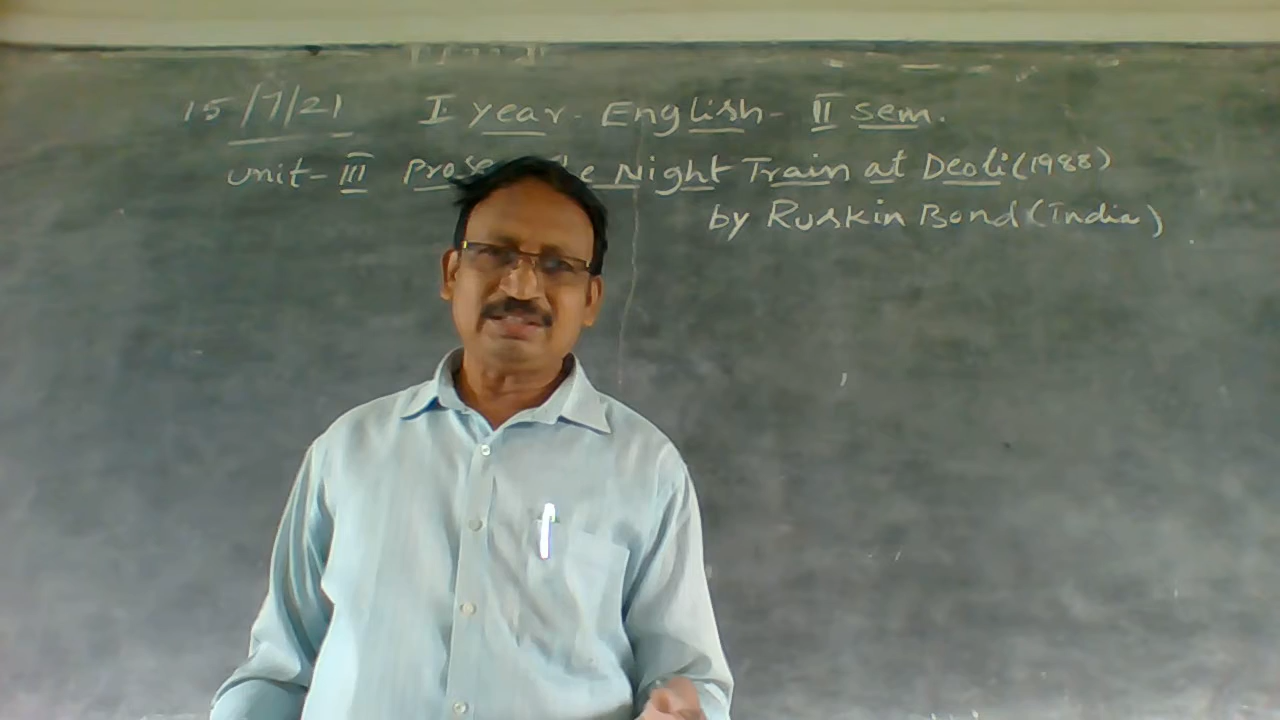 15/7/21 I year - English - II sem.
unit - III Prose e Night Train at Deoli (1988)
by Ruskin Bond (India)